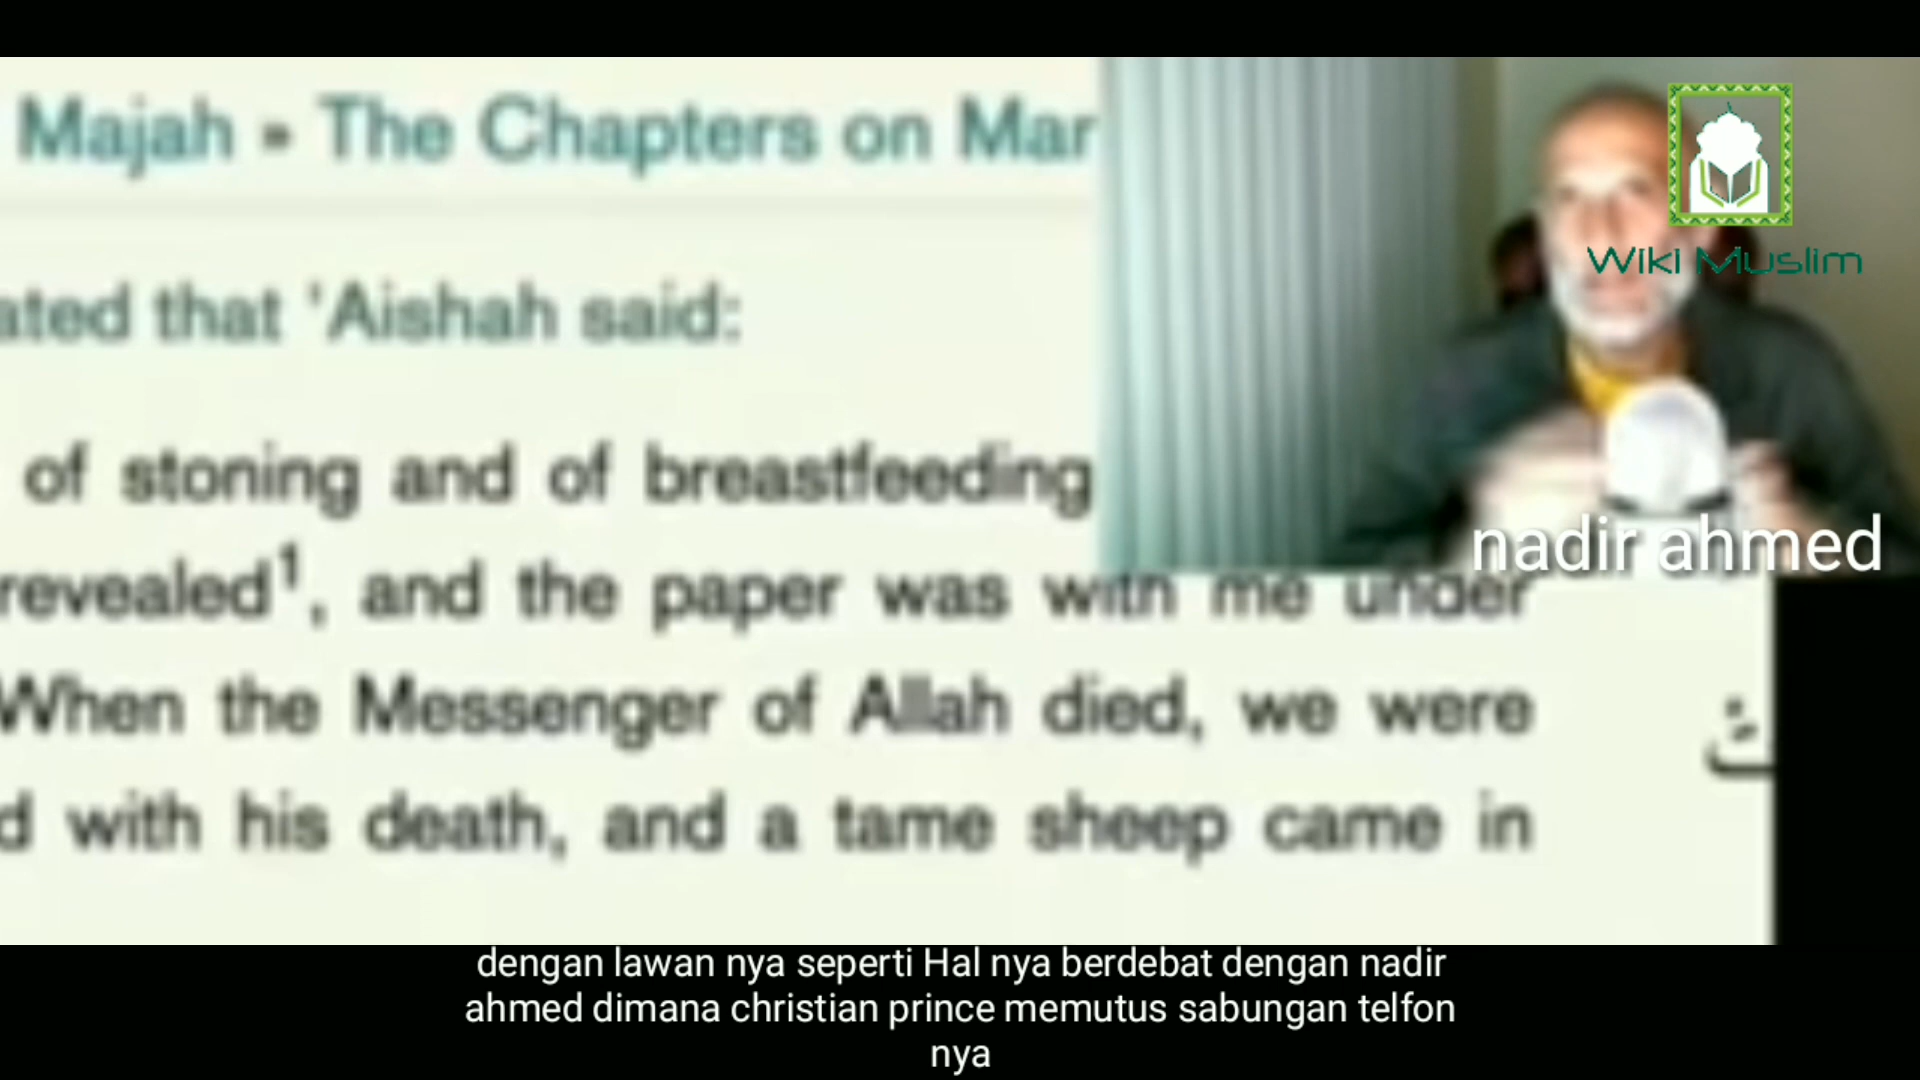 Majah » The Chapters on Mar
ated that 'Aishah said:
of stoning and of breastfeeding
revealed¹, and the paper was with me under
When the Messenger of Allah died, we were
d with his death, and a tame sheep came in
ث
Wiki Muslim
nadir ahmed
dengan lawan nya seperti Hal nya berdebat dengan nadir
ahmed dimana christian prince memutus sabungan telfon
nya